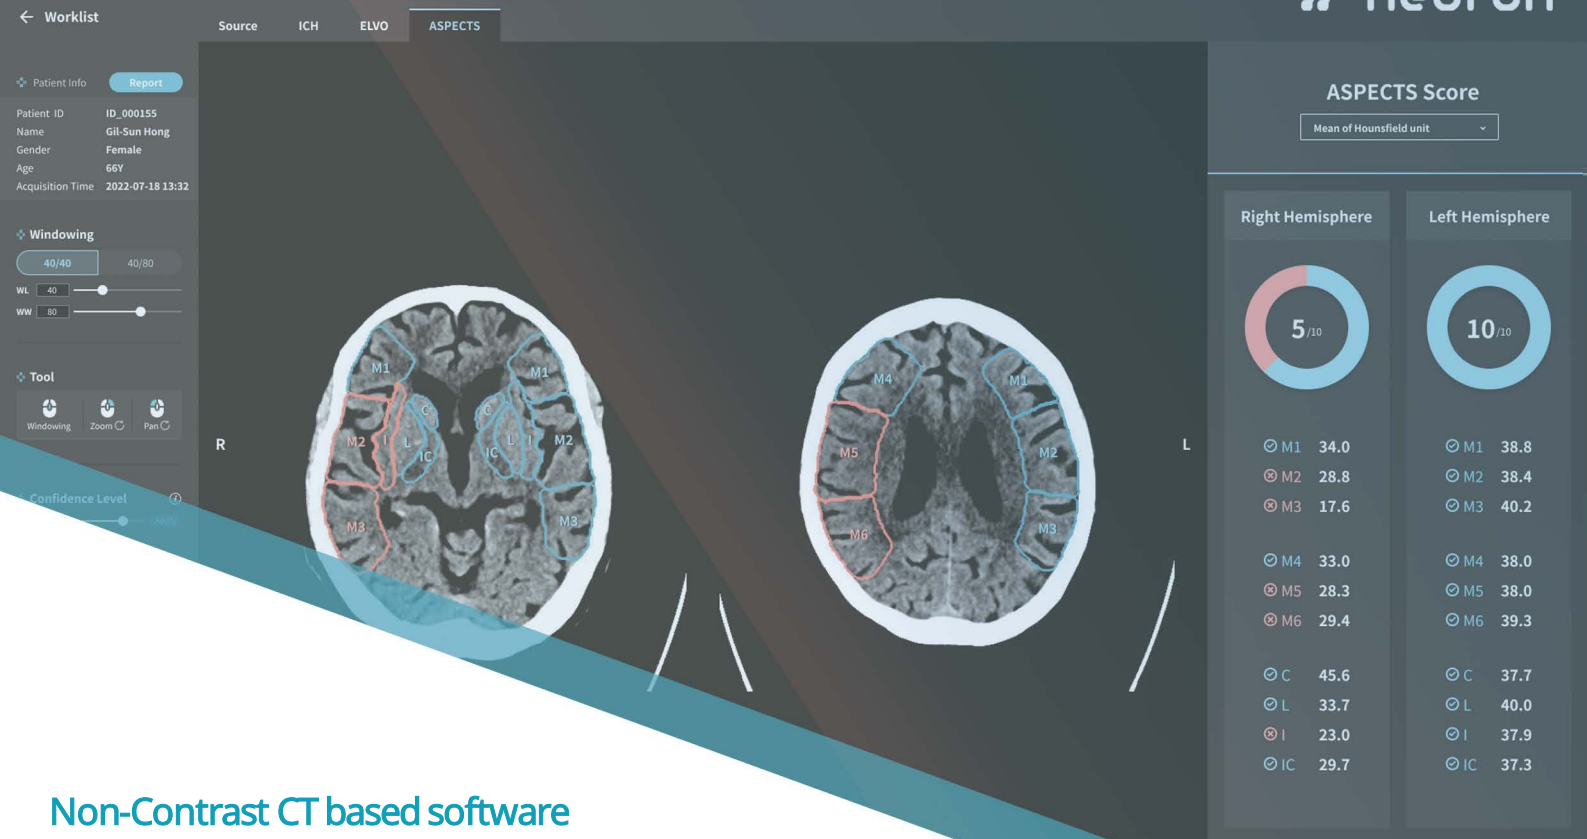 ← Worklist
Source ICH ELVO ASPECTS
Patient Info Report
Patient ID ID_000155
Name Gil-Sun Hong
Gender Female
Age 66Y
Acquisition Time 2022-07-18 13:32
Windowing
40/40 40/80
WL 40
WW 80
Tool
Windowing Zoom Pan
Confidence Level
R
M1 M2 M3 I C L IC
C L I IC M1 M2 M3
M4 M5 M6
M1 M2 M3
L
ASPECTS Score
Mean of Hounsfield unit
Right Hemisphere
5/10
M1 34.0
M2 28.8
M3 17.6
M4 33.0
M5 28.3
M6 29.4
C 45.6
L 33.7
I 23.0
IC 29.7
Left Hemisphere
10/10
M1 38.8
M2 38.4
M3 40.2
M4 38.0
M5 38.0
M6 39.3
C 37.7
L 40.0
I 37.9
IC 37.3
Non-Contrast CT based software